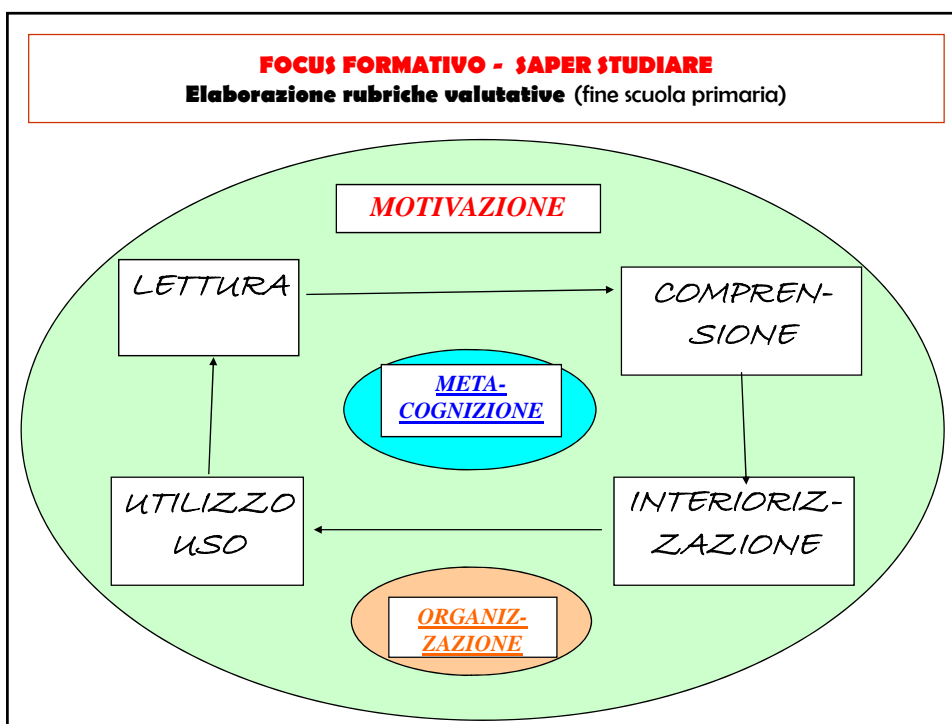 FOCUS FORMATIVO - SAPER STUDIARE
Elaborazione rubriche valutative (fine scuola primaria)
MOTIVAZIONE
LETTURA
COMPREN-
SIONE
META-
COGNIZIONE
UTILIZZO
USO
INTERIORIZ-
ZAZIONE
ORGANIZ-
ZAZIONE